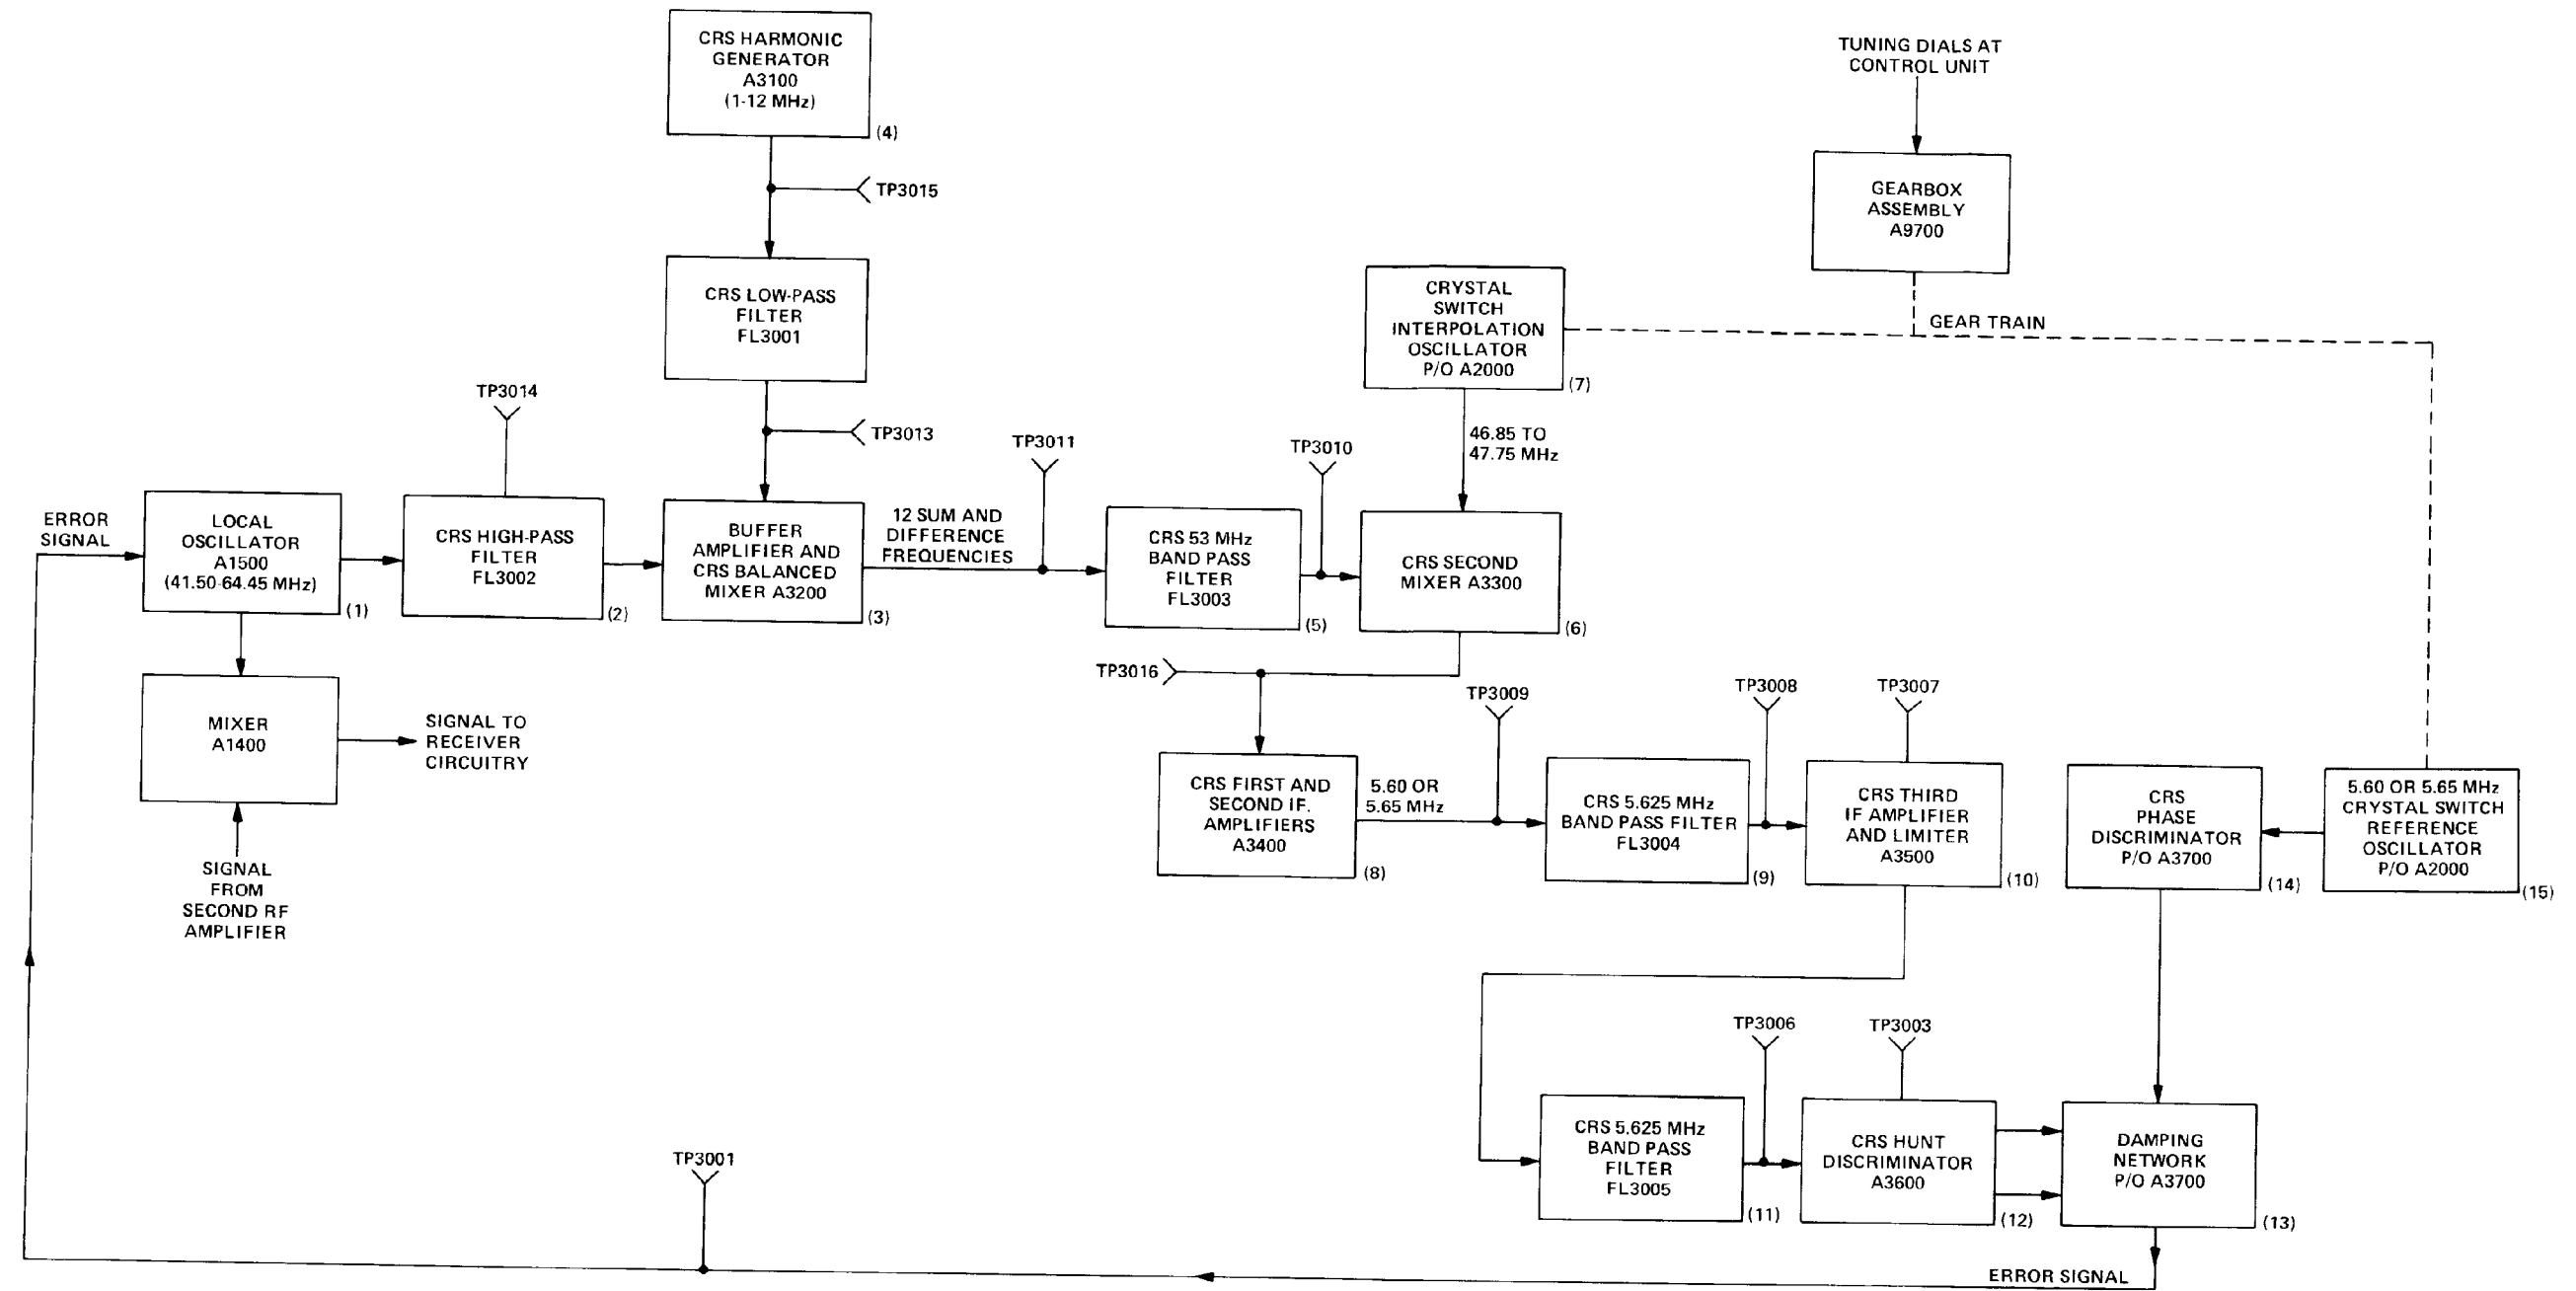 CRS HARMONIC
GENERATOR
A3100
(1-12 MHz)
(4)
TP3015
TUNING DIALS AT
CONTROL UNIT
GEARBOX
ASSEMBLY
A9700
CRS LOW-PASS
FILTER
FL3001
CRYSTAL
SWITCH
INTERPOLATION
OSCILLATOR
P/O A2000
(7)
GEAR TRAIN
TP3014
TP3013
TP3011
TP3010
46.85 TO
47.75 MHz
ERROR
SIGNAL
LOCAL
OSCILLATOR
A1500
(41.50-64.45 MHz)
(1)
CRS HIGH-PASS
FILTER
FL3002
(2)
BUFFER
AMPLIFIER AND
CRS BALANCED
MIXER A3200
(3)
12 SUM AND
DIFFERENCE
FREQUENCIES
CRS 53 MHz
BAND PASS
FILTER
FL3003
(5)
CRS SECOND
MIXER A3300
(6)
MIXER
A1400
SIGNAL TO
RECEIVER
CIRCUITRY
SIGNAL
FROM
SECOND RF
AMPLIFIER
TP3016
TP3009
TP3008
TP3007
CRS FIRST AND
SECOND IF.
AMPLIFIERS
A3400
(8)
5.60 OR
5.65 MHz
CRS 5.625 MHz
BAND PASS FILTER
FL3004
(9)
CRS THIRD
IF AMPLIFIER
AND LIMITER
A3500
(10)
CRS
PHASE
DISCRIMINATOR
P/O A3700
(14)
5.60 OR 5.65 MHz
CRYSTAL SWITCH
REFERENCE
OSCILLATOR
P/O A2000
(15)
TP3006
TP3003
CRS 5.625 MHz
BAND PASS
FILTER
FL3005
(11)
CRS HUNT
DISCRIMINATOR
A3600
(12)
DAMPING
NETWORK
P/O A3700
(13)
TP3001
ERROR SIGNAL